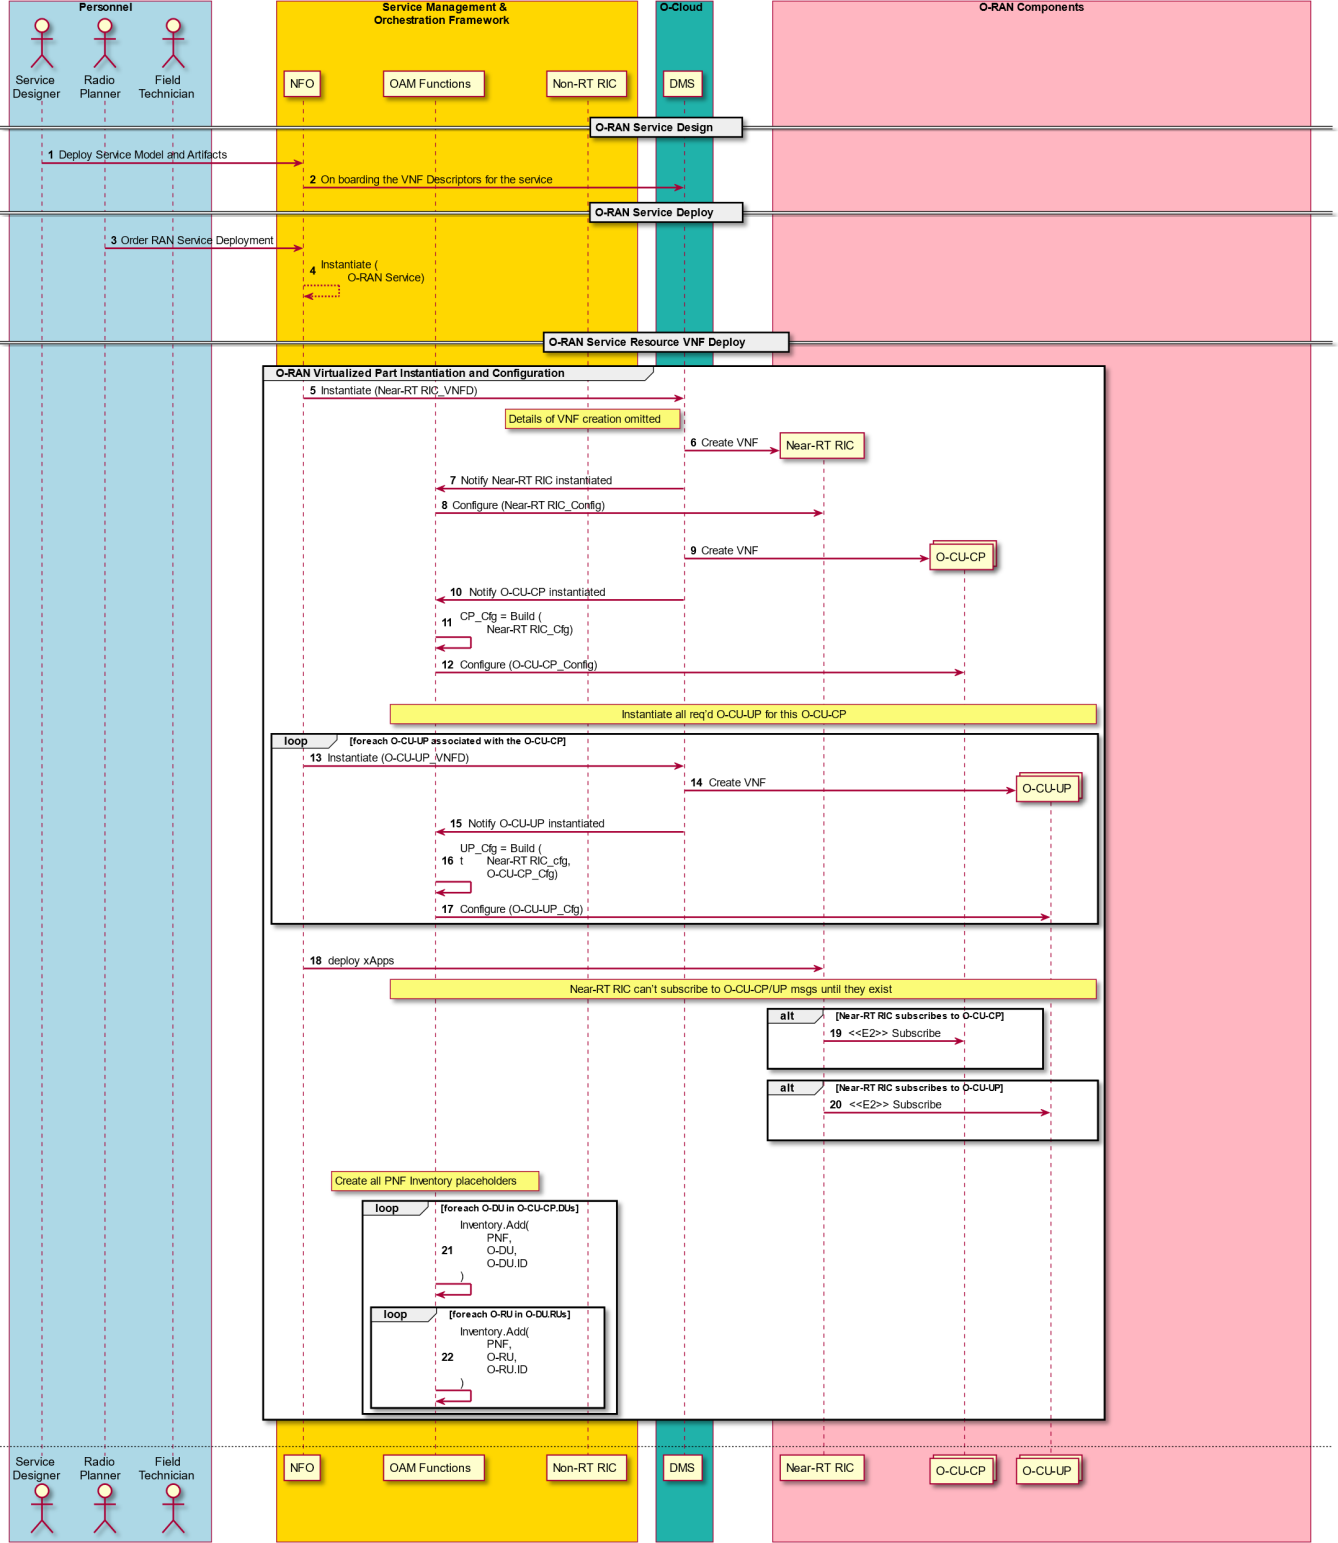 Personnel
Service Management &
Orchestration Framework
O-Cloud
O-RAN Components
Service
Designer
Radio
Planner
Field
Technician
NFO
OAM Functions
Non-RT RIC
DMS
O-RAN Service Design
1 Deploy Service Model and Artifacts
2 On boarding the VNF Descriptors for the service
O-RAN Service Deploy
3 Order RAN Service Deployment
4 Instantiate (
O-RAN Service)
O-RAN Service Resource VNF Deploy
O-RAN Virtualized Part Instantiation and Configuration
5 Instantiate (Near-RT RIC_VNFD)
Details of VNF creation omitted
6 Create VNF
Near-RT RIC
7 Notify Near-RT RIC instantiated
8 Configure (Near-RT RIC_Config)
9 Create VNF
O-CU-CP
10 Notify O-CU-CP instantiated
11 CP_Cfg = Build (
Near-RT RIC_Cfg)
12 Configure (O-CU-CP_Config)
Instantiate all req'd O-CU-UP for this O-CU-CP
loop [foreach O-CU-UP associated with the O-CU-CP]
13 Instantiate (O-CU-UP_VNFD)
14 Create VNF
O-CU-UP
15 Notify O-CU-UP instantiated
UP_Cfg = Build (
16 t Near-RT RIC_cfg,
O-CU-CP_Cfg)
17 Configure (O-CU-UP_Cfg)
18 deploy xApps
Near-RT RIC can't subscribe to O-CU-CP/UP msgs until they exist
alt [Near-RT RIC subscribes to O-CU-CP]
19 <<E2>> Subscribe
alt [Near-RT RIC subscribes to O-CU-UP]
20 <<E2>> Subscribe
Create all PNF Inventory placeholders
loop [foreach O-DU in O-CU-CP.DUs]
Inventory.Add(
PNF,
21 O-DU,
O-DU.ID
)
loop [foreach O-RU in O-DU.RUs]
Inventory.Add(
PNF,
22 O-RU,
O-RU.ID
)
Service
Designer
Radio
Planner
Field
Technician
NFO
OAM Functions
Non-RT RIC
DMS
Near-RT RIC
O-CU-CP
O-CU-UP